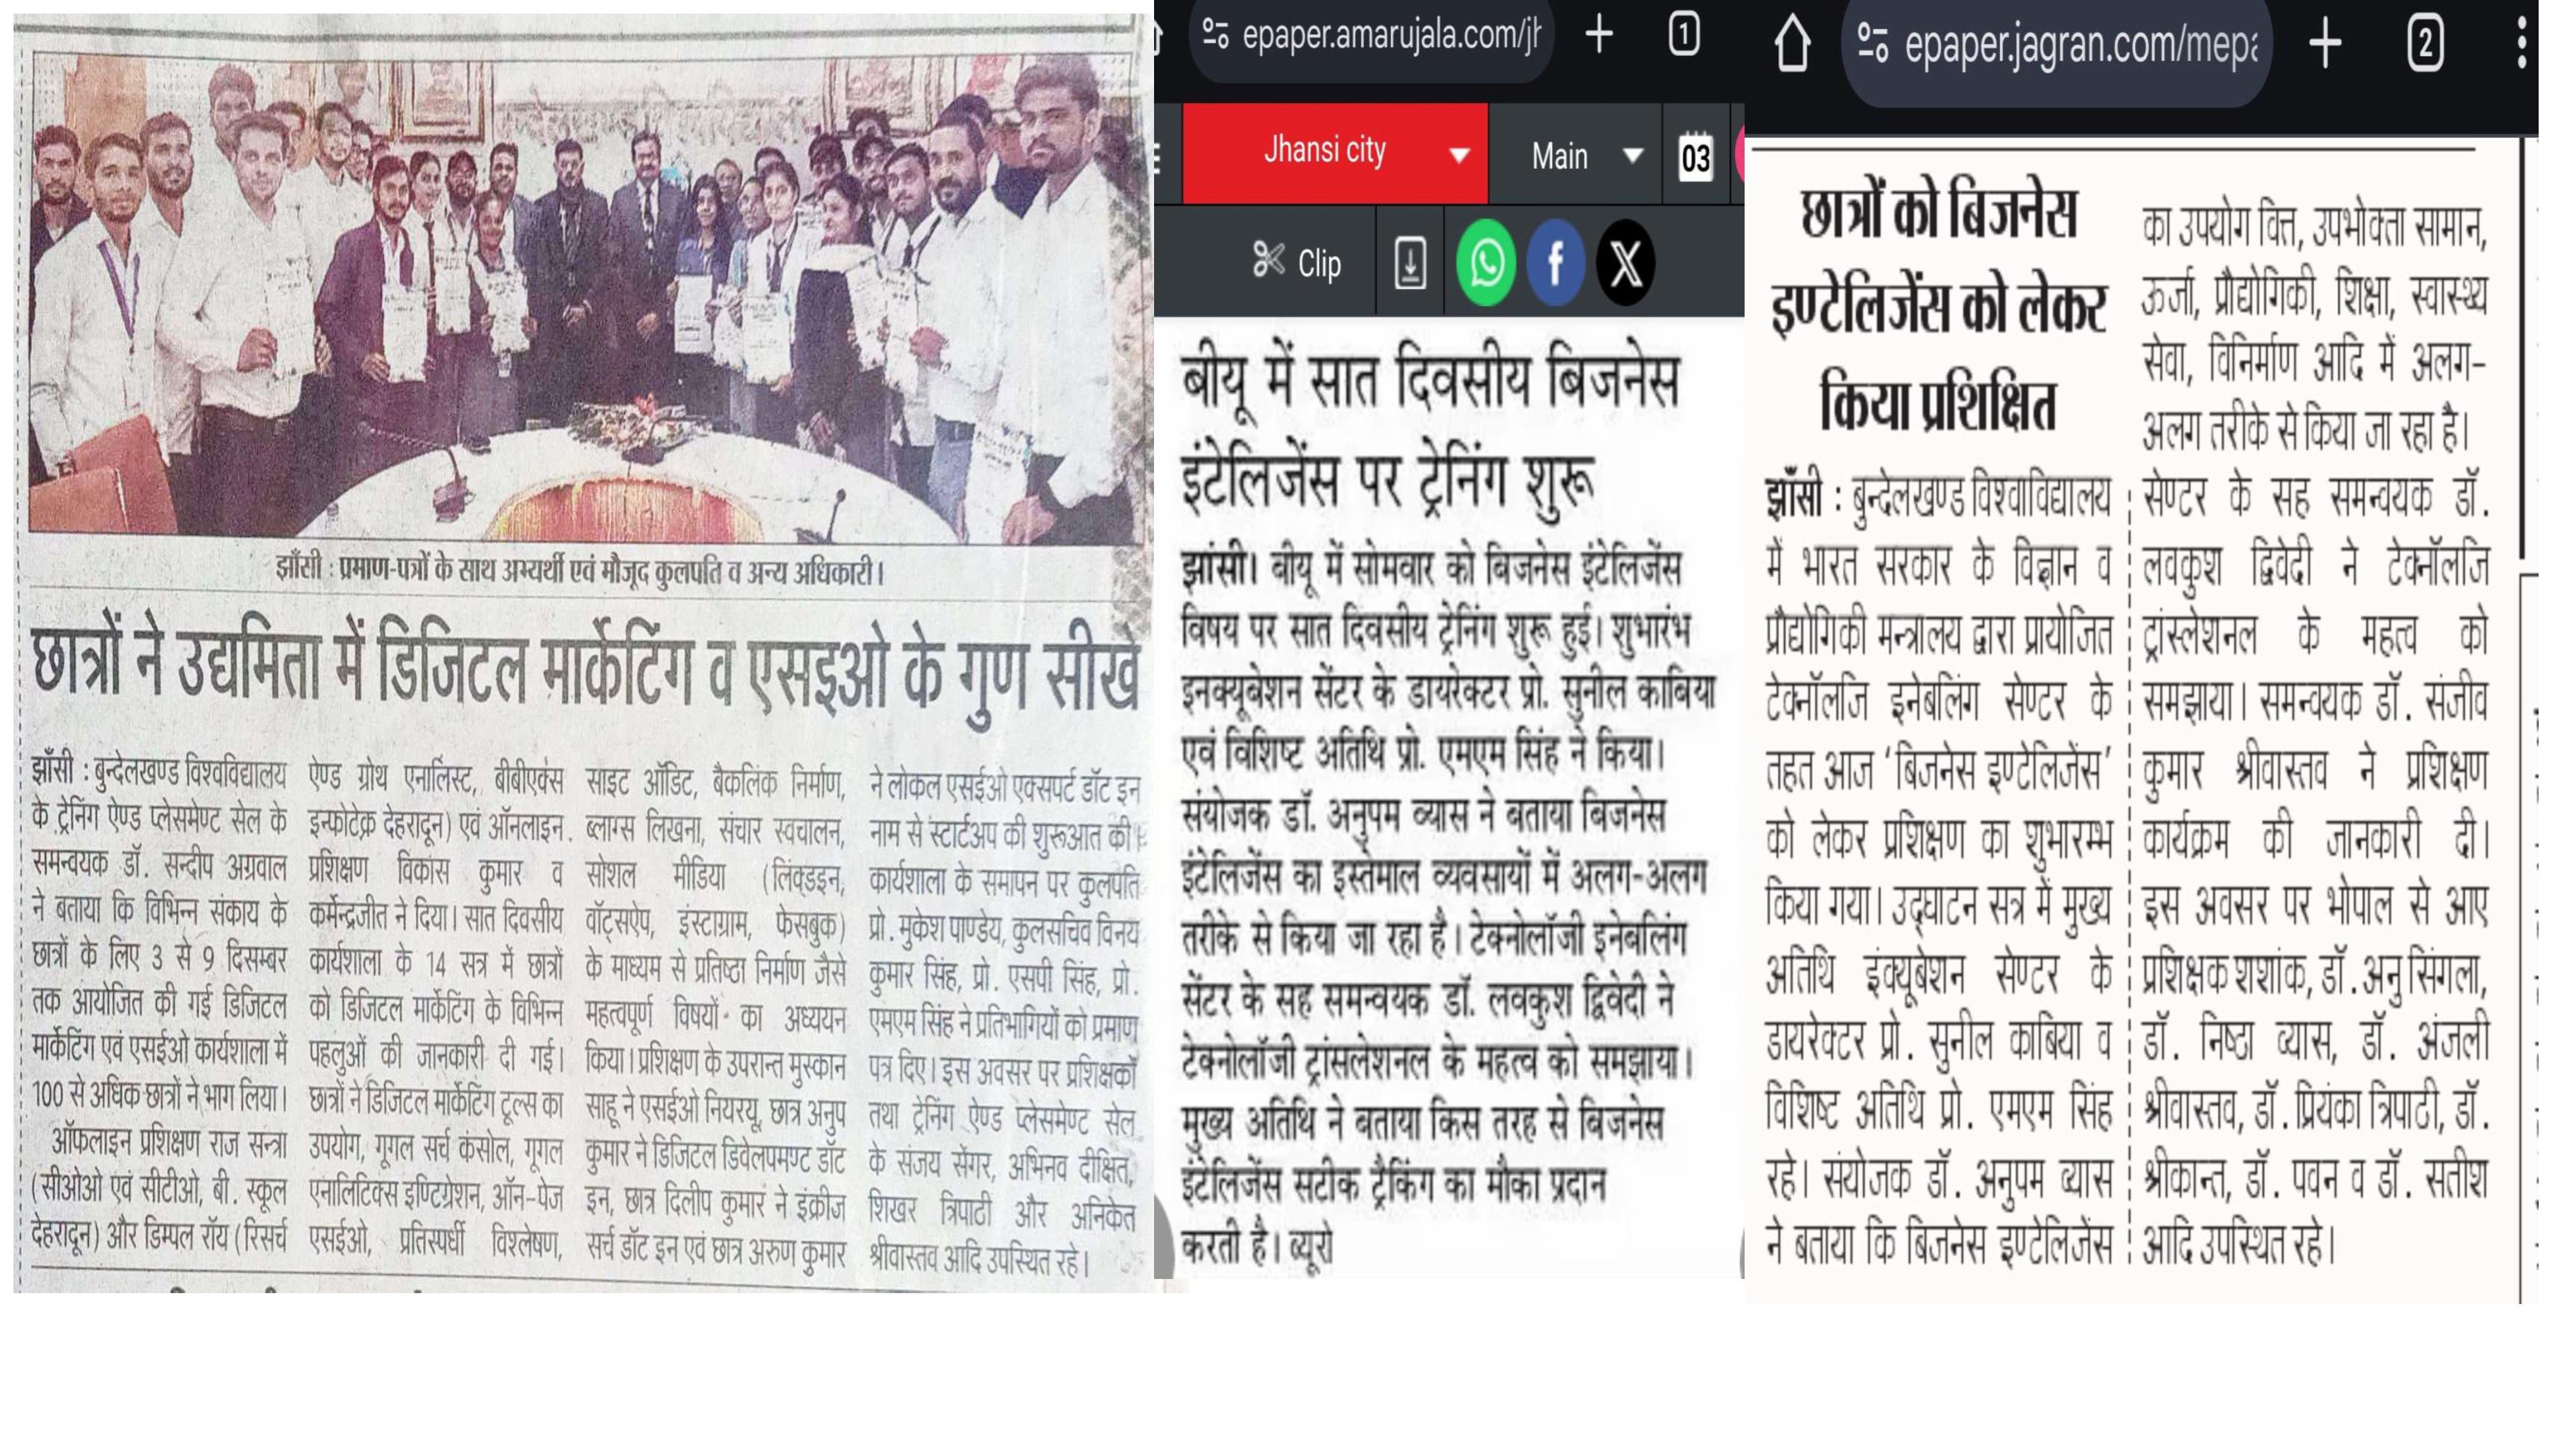 झाँसी : प्रमाण-पत्रों के साथ अभ्यर्थी एवं मौजूद कुलपति व अन्य अधिकारी।
छात्रों ने उद्यमिता में डिजिटल मार्केटिंग व एसइओ के गुण सीखे
झाँसी : बुन्देलखण्ड विश्वविद्यालय
के ट्रेनिंग ऐण्ड प्लेसमेण्ट सेल के
समन्वयक डॉ. सन्दीप अग्रवाल
ने बताया कि विभिन्न संकाय के
छात्रों के लिए 3 से 9 दिसम्बर
तक आयोजित की गई डिजिटल
मार्केटिंग एवं एसईओ कार्यशाला में
100 से अधिक छात्रों ने भाग लिया।
ऑफलाइन प्रशिक्षण राज सन्त्रा
(सीओओ एवं सीटीओ, बी. स्कूल
देहरादून) और डिम्पल रॉय (रिसर्च
ऐण्ड ग्रोथ एनालिस्ट, बीबीएक्स
इन्फोटेक़ देहरादून) एवं ऑनलाइन
प्रशिक्षण विकास कुमार व
कर्मेन्द्रजीत ने दिया। सात दिवसीय
कार्यशाला के 14 सत्र में छात्रों
को डिजिटल मार्केटिंग के विभिन्न
पहलुओं की जानकारी दी गई।
छात्रों ने डिजिटल मार्केटिंग टूल्स का
उपयोग, गूगल सर्च कंसोल, गूगल
एनालिटिक्स इण्टिग्रेशन, ऑन-पेज
एसईओ, प्रतिस्पर्धी विश्लेषण,
साइट ऑडिट, बैकलिंक निर्माण,
ब्लाग्स लिखना, संचार स्वचालन,
सोशल मीडिया (लिंक्डइन,
वॉट्सऐप, इंस्टाग्राम, फेसबुक)
के माध्यम से प्रतिष्ठा निर्माण जैसे
महत्वपूर्ण विषयों का अध्ययन
किया। प्रशिक्षण के उपरान्त मुस्कान
साहू ने एसईओ नियरयू, छात्र अनुप
कुमार ने डिजिटल डिवेलपमण्ट डॉट
इन, छात्र दिलीप कुमार ने इंक्रीज
सर्च डॉट इन एवं छात्र अरुण कुमार
ने लोकल एसईओ एक्सपर्ट डॉट इन
नाम से स्टार्टअप की शुरूआत की।
कार्यशाला के समापन पर कुलपति
प्रो. मुकेश पाण्डेय, कुलसचिव विनय
कुमार सिंह, प्रो. एसपी सिंह, प्रो.
एमएम सिंह ने प्रतिभागियों को प्रमाण
पत्र दिए। इस अवसर पर प्रशिक्षकों
तथा ट्रेनिंग ऐण्ड प्लेसमेण्ट सेल
के संजय सेंगर, अभिनव दीक्षित,
शिखर त्रिपाठी और अनिकेत
श्रीवास्तव आदि उपस्थित रहे।
epaper.amarujala.com/jh
1
Jhansi city
Main
03
Clip
बीयू में सात दिवसीय बिजनेस
इंटेलिजेंस पर ट्रेनिंग शुरू
झांसी। बीयू में सोमवार को बिजनेस इंटेलिजेंस
विषय पर सात दिवसीय ट्रेनिंग शुरू हुई। शुभारंभ
इनक्यूबेशन सेंटर के डायरेक्टर प्रो. सुनील काबिया
एवं विशिष्ट अतिथि प्रो. एमएम सिंह ने किया।
संयोजक डॉ. अनुपम व्यास ने बताया बिजनेस
इंटेलिजेंस का इस्तेमाल व्यवसायों में अलग-अलग
तरीके से किया जा रहा है। टेक्नोलॉजी इनेबलिंग
सेंटर के सह समन्वयक डॉ. लवकुश द्विवेदी ने
टेक्नोलॉजी ट्रांसलेशनल के महत्व को समझाया।
मुख्य अतिथि ने बताया किस तरह से बिजनेस
इंटेलिजेंस सटीक ट्रैकिंग का मौका प्रदान
करती है। ब्यूरो
epaper.jagran.com/mepa
2
छात्रों को बिजनेस
इण्टेलिजेंस को लेकर
किया प्रशिक्षित
झाँसी : बुन्देलखण्ड विश्वाविद्यालय
में भारत सरकार के विज्ञान व
प्रौद्योगिकी मन्त्रालय द्वारा प्रायोजित
टेक्नॉलजि इनेबलिंग सेण्टर के
तहत आज 'बिजनेस इण्टेलिजेंस'
को लेकर प्रशिक्षण का शुभारम्भ
किया गया। उद्घाटन सत्र में मुख्य
अतिथि इंक्यूबेशन सेण्टर के
डायरेक्टर प्रो. सुनील काबिया व
विशिष्ट अतिथि प्रो. एमएम सिंह
रहे। संयोजक डॉ. अनुपम व्यास
ने बताया कि बिजनेस इण्टेलिजेंस
का उपयोग वित्त, उपभोक्ता सामान,
ऊर्जा, प्रौद्योगिकी, शिक्षा, स्वास्थ्य
सेवा, विनिर्माण आदि में अलग-
अलग तरीके से किया जा रहा है।
सेण्टर के सह समन्वयक डॉ.
लवकुश द्विवेदी ने टेक्नॉलजि
ट्रांस्लेशनल के महत्व को
समझाया। समन्वयक डॉ. संजीव
कुमार श्रीवास्तव ने प्रशिक्षण
कार्यक्रम की जानकारी दी।
इस अवसर पर भोपाल से आए
प्रशिक्षक शशांक, डॉ. अनु सिंगला,
डॉ. निष्ठा व्यास, डॉ. अंजली
श्रीवास्तव, डॉ. प्रियंका त्रिपाठी, डॉ.
श्रीकान्त, डॉ. पवन व डॉ. सतीश
आदि उपस्थित रहे।